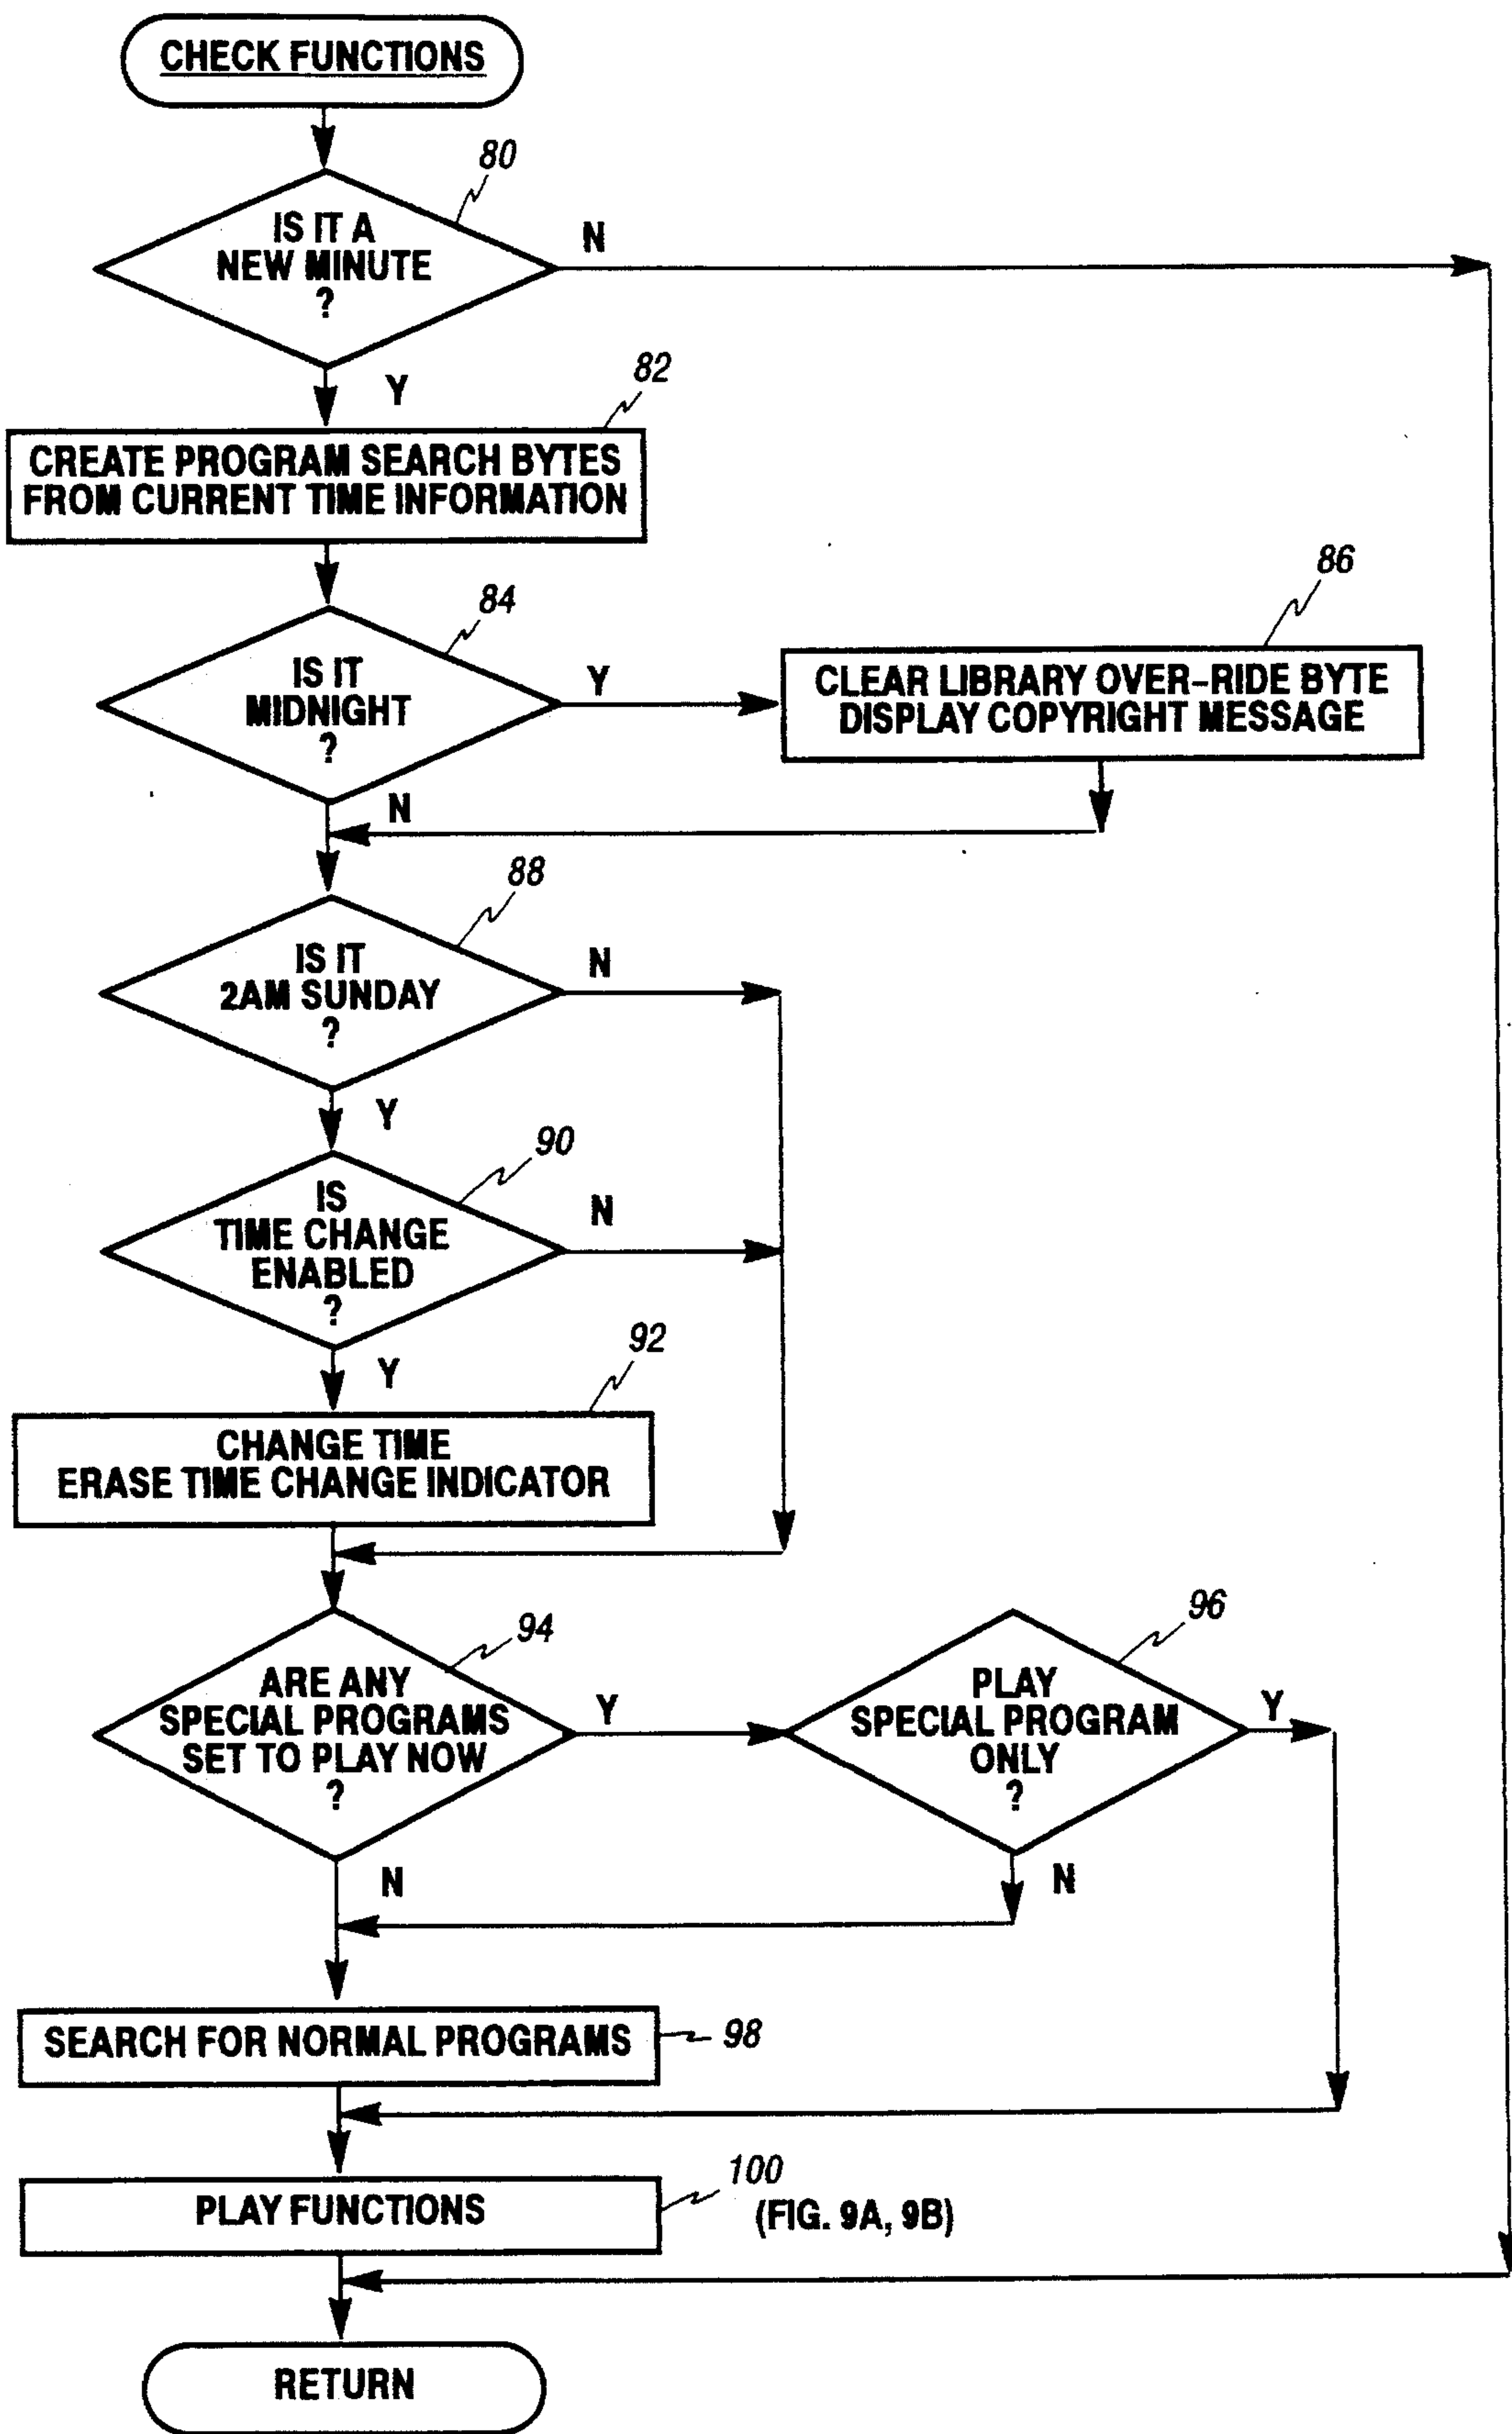 CHECK FUNCTIONS
80
IS IT A
NEW MINUTE
?
N
Y
82
CREATE PROGRAM SEARCH BYTES
FROM CURRENT TIME INFORMATION
84
IS IT
MIDNIGHT
?
Y
86
CLEAR LIBRARY OVER-RIDE BYTE
DISPLAY COPYRIGHT MESSAGE
N
88
IS IT
2AM SUNDAY
?
N
Y
90
IS
TIME CHANGE
ENABLED
?
N
Y
92
CHANGE TIME
ERASE TIME CHANGE INDICATOR
94
ARE ANY
SPECIAL PROGRAMS
SET TO PLAY NOW
?
Y
96
PLAY
SPECIAL PROGRAM
ONLY
?
Y
N
N
SEARCH FOR NORMAL PROGRAMS
98
PLAY FUNCTIONS
100
(FIG. 9A, 9B)
RETURN